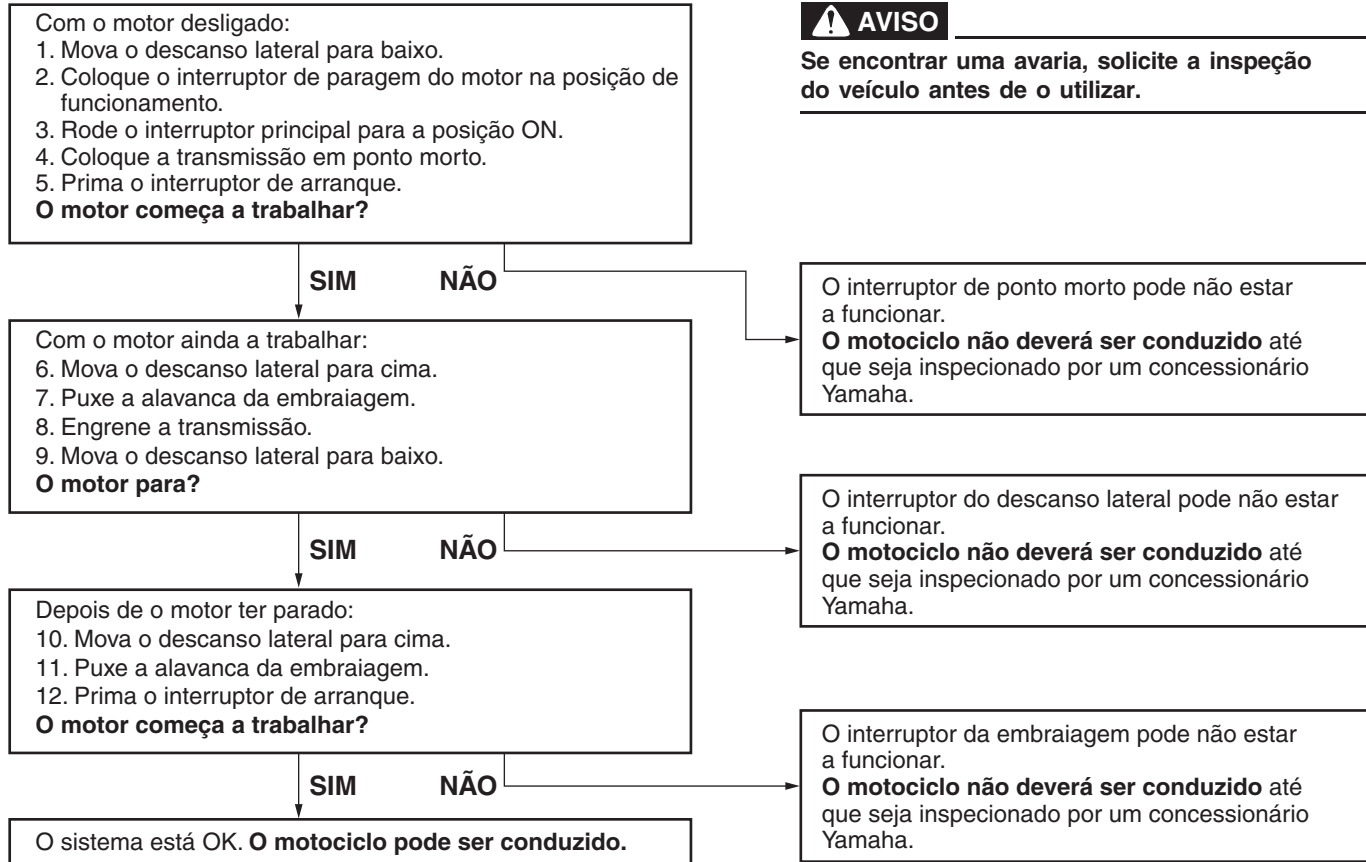 Com o motor desligado:
1. Mova o descanso lateral para baixo.
2. Coloque o interruptor de paragem do motor na posição de
funcionamento.
3. Rode o interruptor principal para a posição ON.
4. Coloque a transmissão em ponto morto.
5. Prima o interruptor de arranque.
O motor começa a trabalhar?
AVISO
Se encontrar uma avaria, solicite a inspeção
do veículo antes de o utilizar.
SIM NÃO
O interruptor de ponto morto pode não estar
a funcionar.
O motociclo não deverá ser conduzido até
que seja inspecionado por um concessionário
Yamaha.
Com o motor ainda a trabalhar:
6. Mova o descanso lateral para cima.
7. Puxe a alavanca da embraiagem.
8. Engrene a transmissão.
9. Mova o descanso lateral para baixo.
O motor para?
SIM NÃO
O interruptor do descanso lateral pode não estar
a funcionar.
O motociclo não deverá ser conduzido até
que seja inspecionado por um concessionário
Yamaha.
Depois de o motor ter parado:
10. Mova o descanso lateral para cima.
11. Puxe a alavanca da embraiagem.
12. Prima o interruptor de arranque.
O motor começa a trabalhar?
SIM NÃO
O interruptor da embraiagem pode não estar
a funcionar.
O motociclo não deverá ser conduzido até
que seja inspecionado por um concessionário
Yamaha.
O sistema está OK. O motociclo pode ser conduzido.